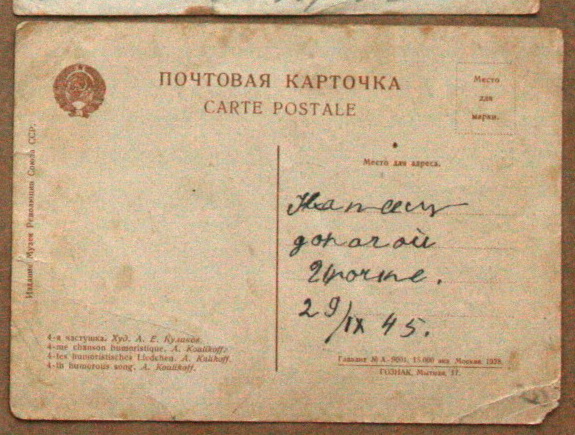 ПОЧТОВАЯ КАРТОЧКА
CARTE POSTALE
Место
для
марки.
Место для адреса.
дорогой
29/IX 45.
Издание Музея Революции Союза ССР.
4-я частушка. Худ. А. Е. Куликов.
4-me chanson humoristique. A. Koulikoff.
4-tes humoristisches Liedchen. A. Kulikoff.
4-th humorous song. A. Koulikoff.
Москва
ГОЗНАК, Мытная, 17.